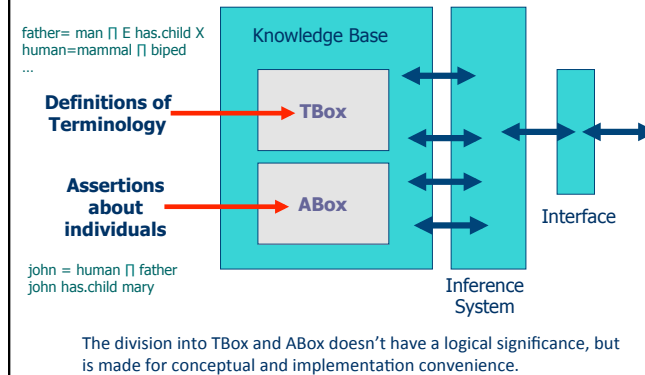 father= man ∏ E has.child X
human=mammal ∏ biped
...
Knowledge Base
Definitions of
Terminology
TBox
Assertions
about
individuals
ABox
Interface
john = human ∏ father
john has.child mary
Inference
System
The division into TBox and ABox doesn't have a logical significance, but
is made for conceptual and implementation convenience.